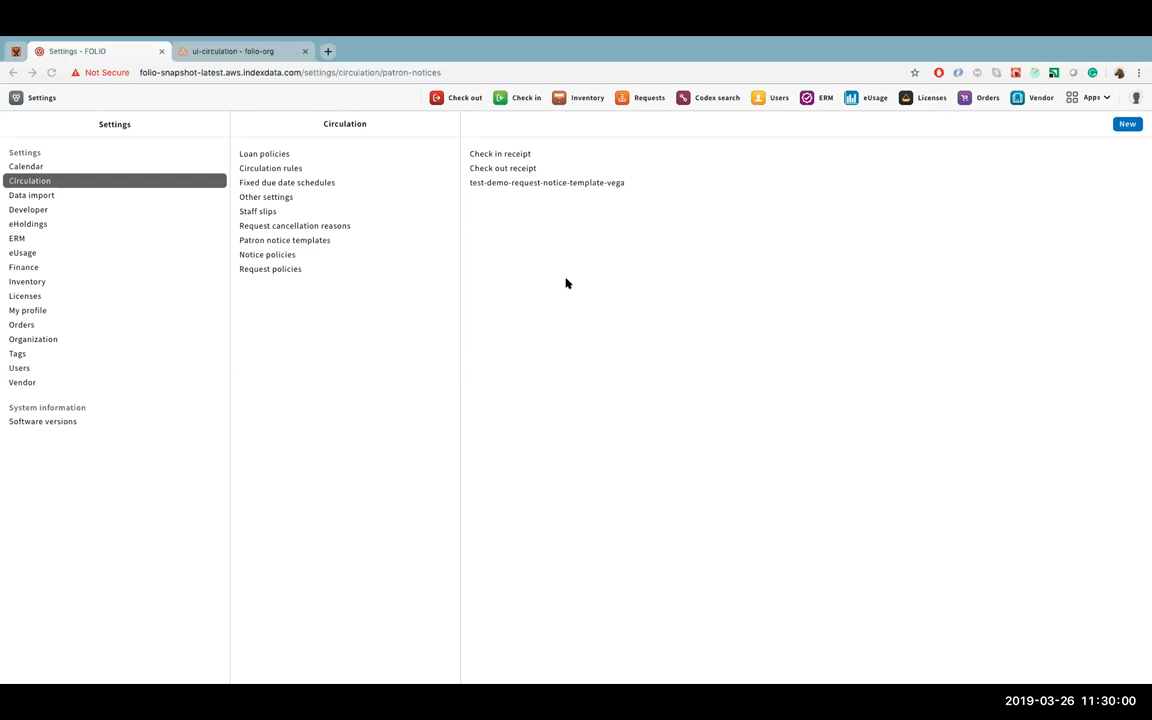 Settings - FOLIO
ui-circulation - folio-org
Not Secure
folio-snapshot-latest.aws.indexdata.com/settings/circulation/patron-notices
Settings
Check out
Check in
Inventory
Requests
Codex search
Users
ERM
eUsage
Licenses
Orders
Vendor
Apps
Settings
Circulation
New
Settings
Calendar
Circulation
Data import
Developer
eHoldings
ERM
eUsage
Finance
Inventory
Licenses
My profile
Orders
Organization
Tags
Users
Vendor
System information
Software versions
Loan policies
Circulation rules
Fixed due date schedules
Other settings
Staff slips
Request cancellation reasons
Patron notice templates
Notice policies
Request policies
Check in receipt
Check out receipt
test-demo-request-notice-template-vega
2019-03-26 11:30:00